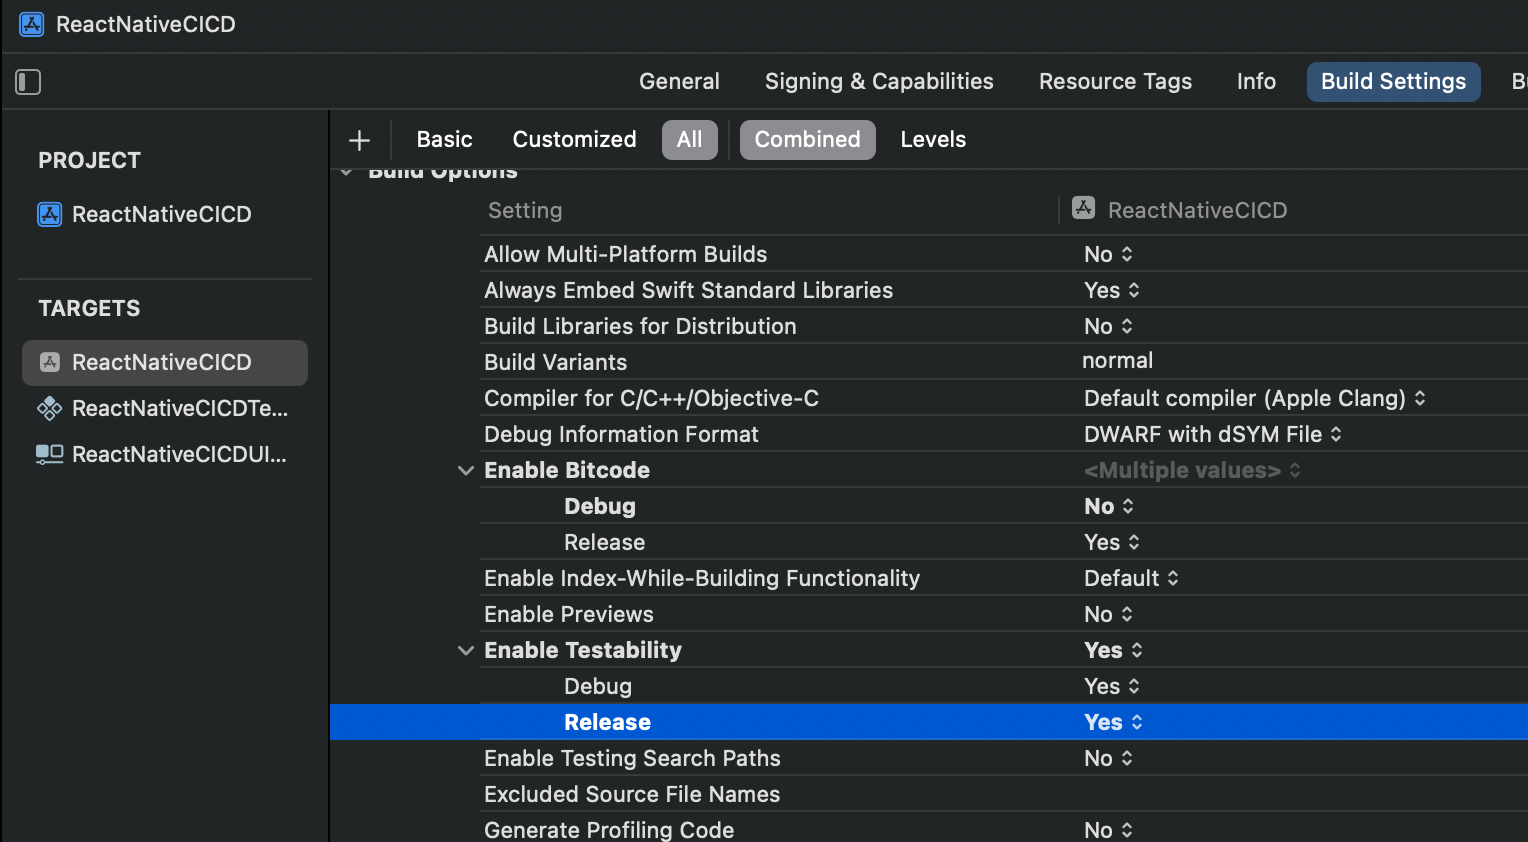 ReactNativeCICD
General Signing & Capabilities Resource Tags Info Build Settings
PROJECT
ReactNativeCICD
TARGETS
ReactNativeCICD
ReactNativeCICDTe...
ReactNativeCICDUI...
Basic Customized All Combined Levels
Build Options
Setting ReactNativeCICD
Allow Multi-Platform Builds No
Always Embed Swift Standard Libraries Yes
Build Libraries for Distribution No
Build Variants normal
Compiler for C/C++/Objective-C Default compiler (Apple Clang)
Debug Information Format DWARF with dSYM File
Enable Bitcode <Multiple values>
Debug No
Release Yes
Enable Index-While-Building Functionality Default
Enable Previews No
Enable Testability Yes
Debug Yes
Release Yes
Enable Testing Search Paths No
Excluded Source File Names
Generate Profiling Code No